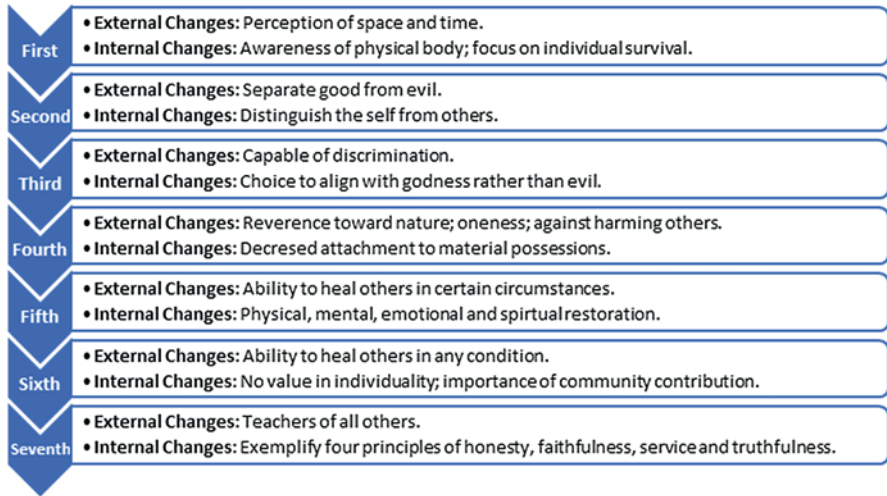 First
• External Changes: Perception of space and time.
• Internal Changes: Awareness of physical body; focus on individual survival.
Second
• External Changes: Separate good from evil.
• Internal Changes: Distinguish the self from others.
Third
• External Changes: Capable of discrimination.
• Internal Changes: Choice to align with godness rather than evil.
Fourth
• External Changes: Reverence toward nature; oneness; against harming others.
• Internal Changes: Decresed attachment to material possessions.
Fifth
• External Changes: Ability to heal others in certain circumstances.
• Internal Changes: Physical, mental, emotional and spirtual restoration.
Sixth
• External Changes: Ability to heal others in any condition.
• Internal Changes: No value in individuality; importance of community contribution.
Seventh
• External Changes: Teachers of all others.
• Internal Changes: Exemplify four principles of honesty, faithfulness, service and truthfulness.